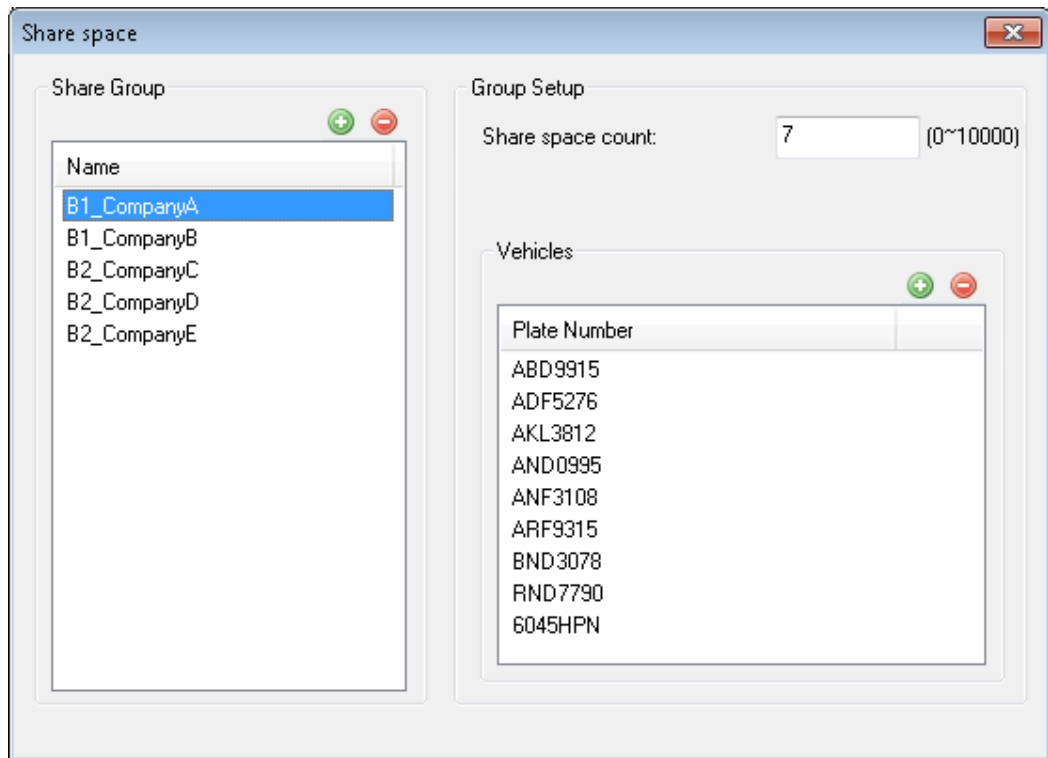 Share space
Share Group
Name
B1_CompanyA
B1_CompanyB
B2_CompanyC
B2_CompanyD
B2_CompanyE
Group Setup
Share space count: 7 (0~10000)
Vehicles
Plate Number
ABD9915
ADF5276
AKL3812
AND0995
ANF3108
ARF9315
BND3078
RND7790
6045HPN